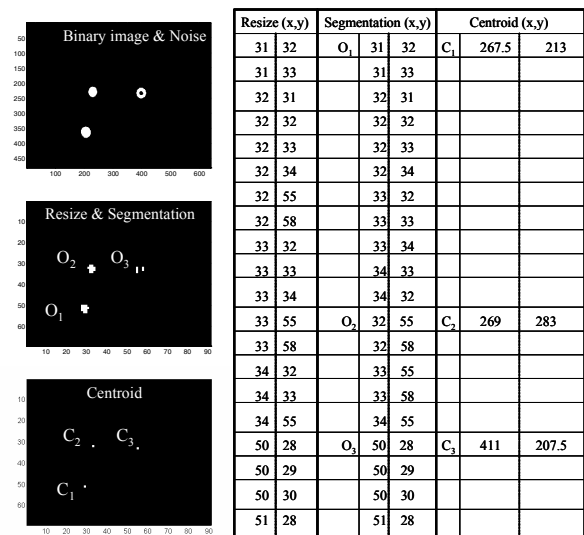 Binary image & Noise
50
100
150
200
250
300
350
400
450
100 200 300 400 500 600
Resize & Segmentation
O2 O3
O1
10
20
30
40
50
60
10 20 30 40 50 60 70 80 90
Centroid
C2 C3
C1
10
20
30
40
50
60
10 20 30 40 50 60 70 80 90
Resize (x,y) Segmentation (x,y) Centroid (x,y)
31 32 O1 31 32 C1 267.5 213
31 33 31 33
32 31 32 31
32 32 32 32
32 33 32 33
32 34 32 34
32 55 33 32
32 58 33 33
33 32 33 34
33 33 34 33
33 34 34 32
33 55 O2 32 55 C2 269 283
33 58 32 58
34 32 33 55
34 33 33 58
34 55 34 55
50 28 O3 50 28 C3 411 207.5
50 29 50 29
50 30 50 30
51 28 51 28